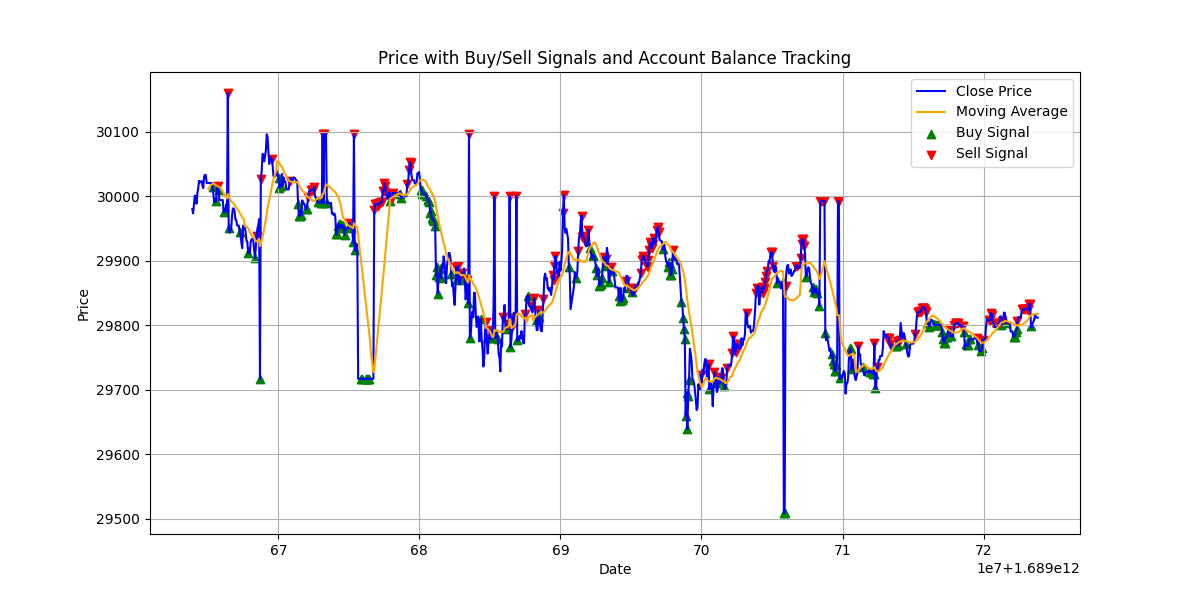 Price with Buy/Sell Signals and Account Balance Tracking
Close Price
Moving Average
Buy Signal
Sell Signal
30100
30000
29900
29800
29700
29600
29500
Price
67 68 69 70 71 72
Date
1e7+1.689e12